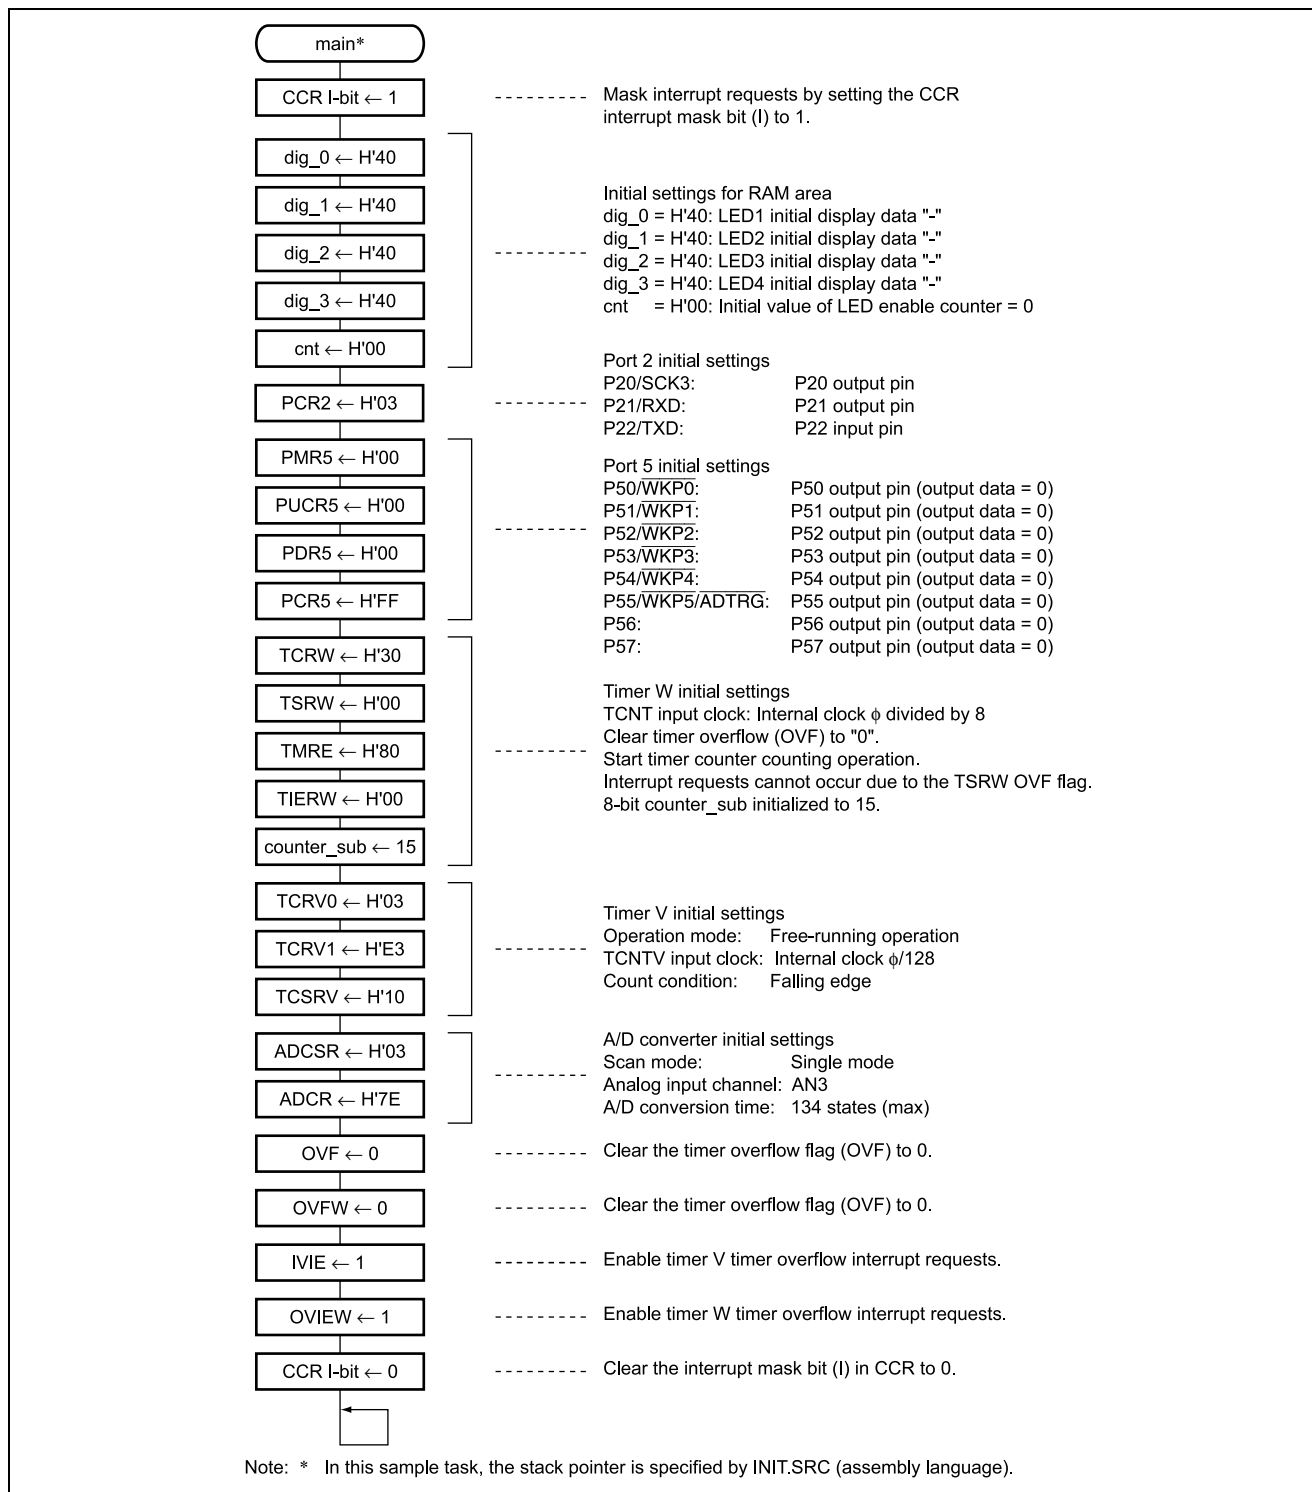 main*
CCR I-bit ← 1
Mask interrupt requests by setting the CCR
interrupt mask bit (I) to 1.
dig_0 ← H'40
dig_1 ← H'40
dig_2 ← H'40
dig_3 ← H'40
cnt ← H'00
Initial settings for RAM area
dig_0 = H'40: LED1 initial display data "-"
dig_1 = H'40: LED2 initial display data "-"
dig_2 = H'40: LED3 initial display data "-"
dig_3 = H'40: LED4 initial display data "-"
cnt = H'00: Initial value of LED enable counter = 0
PCR2 ← H'03
Port 2 initial settings
P20/SCK3: P20 output pin
P21/RXD: P21 output pin
P22/TXD: P22 input pin
PMR5 ← H'00
PUCR5 ← H'00
PDR5 ← H'00
PCR5 ← H'FF
Port 5 initial settings
P50/WKP0: P50 output pin (output data = 0)
P51/WKP1: P51 output pin (output data = 0)
P52/WKP2: P52 output pin (output data = 0)
P53/WKP3: P53 output pin (output data = 0)
P54/WKP4: P54 output pin (output data = 0)
P55/WKP5/ADTRG: P55 output pin (output data = 0)
P56: P56 output pin (output data = 0)
P57: P57 output pin (output data = 0)
TCRW ← H'30
TSRW ← H'00
TMRE ← H'80
TIERW ← H'00
counter_sub ← 15
Timer W initial settings
TCNT input clock: Internal clock ϕ divided by 8
Clear timer overflow (OVF) to "0".
Start timer counter counting operation.
Interrupt requests cannot occur due to the TSRW OVF flag.
8-bit counter_sub initialized to 15.
TCRV0 ← H'03
TCRV1 ← H'E3
TCSRV ← H'10
Timer V initial settings
Operation mode: Free-running operation
TCNTV input clock: Internal clock ϕ/128
Count condition: Falling edge
ADCSR ← H'03
ADCR ← H'7E
A/D converter initial settings
Scan mode: Single mode
Analog input channel: AN3
A/D conversion time: 134 states (max)
OVF ← 0
Clear the timer overflow flag (OVF) to 0.
OVFW ← 0
Clear the timer overflow flag (OVF) to 0.
IVIE ← 1
Enable timer V timer overflow interrupt requests.
OVIEW ← 1
Enable timer W timer overflow interrupt requests.
CCR I-bit ← 0
Clear the interrupt mask bit (I) in CCR to 0.
Note: * In this sample task, the stack pointer is specified by INIT.SRC (assembly language).